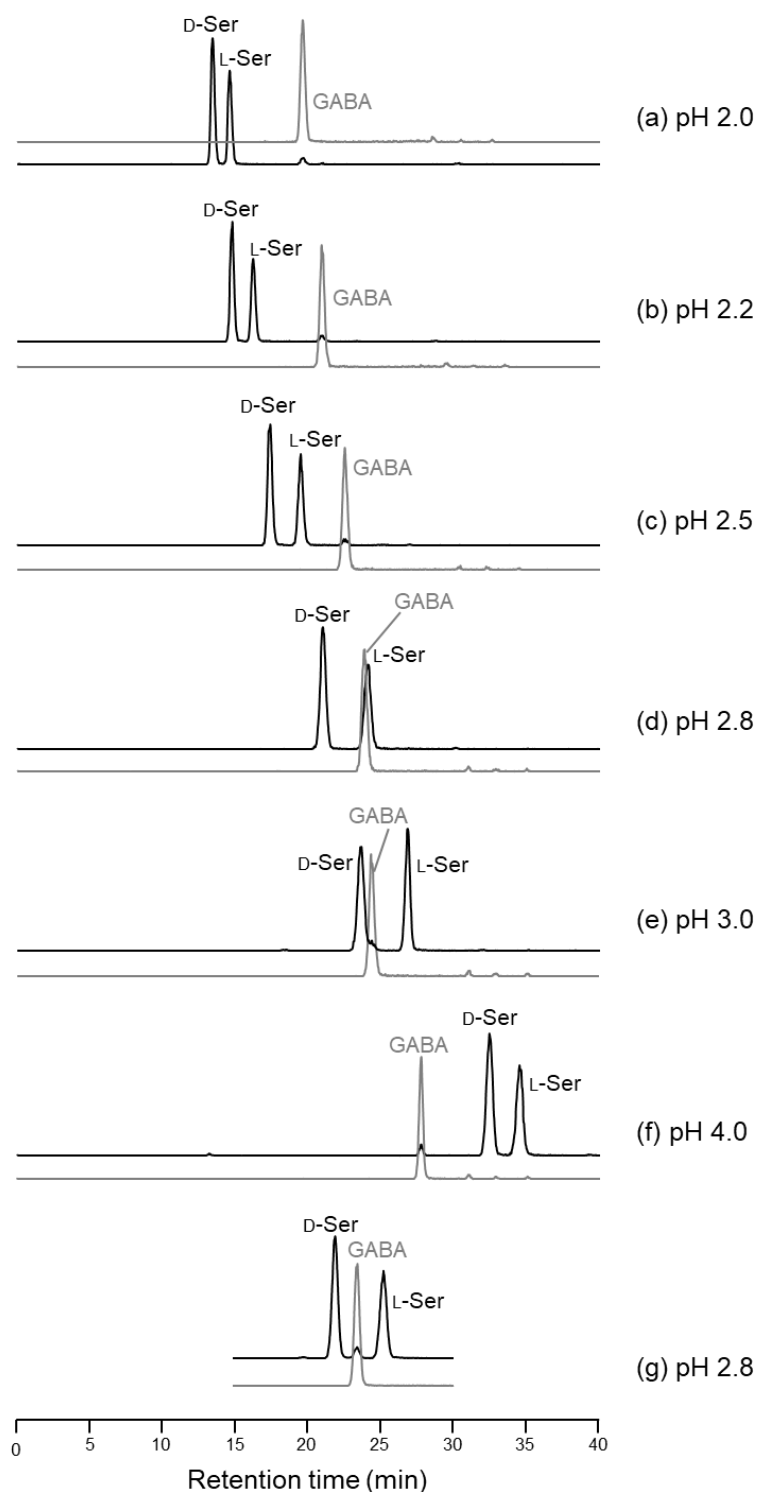 D-Ser
L-Ser
GABA
(a) pH 2.0
D-Ser
L-Ser
GABA
(b) pH 2.2
D-Ser
L-Ser
GABA
(c) pH 2.5
GABA
D-Ser
L-Ser
(d) pH 2.8
GABA
D-Ser
L-Ser
(e) pH 3.0
D-Ser
GABA
L-Ser
(f) pH 4.0
D-Ser
GABA
L-Ser
(g) pH 2.8
0 5 10 15 20 25 30 35 40
Retention time (min)